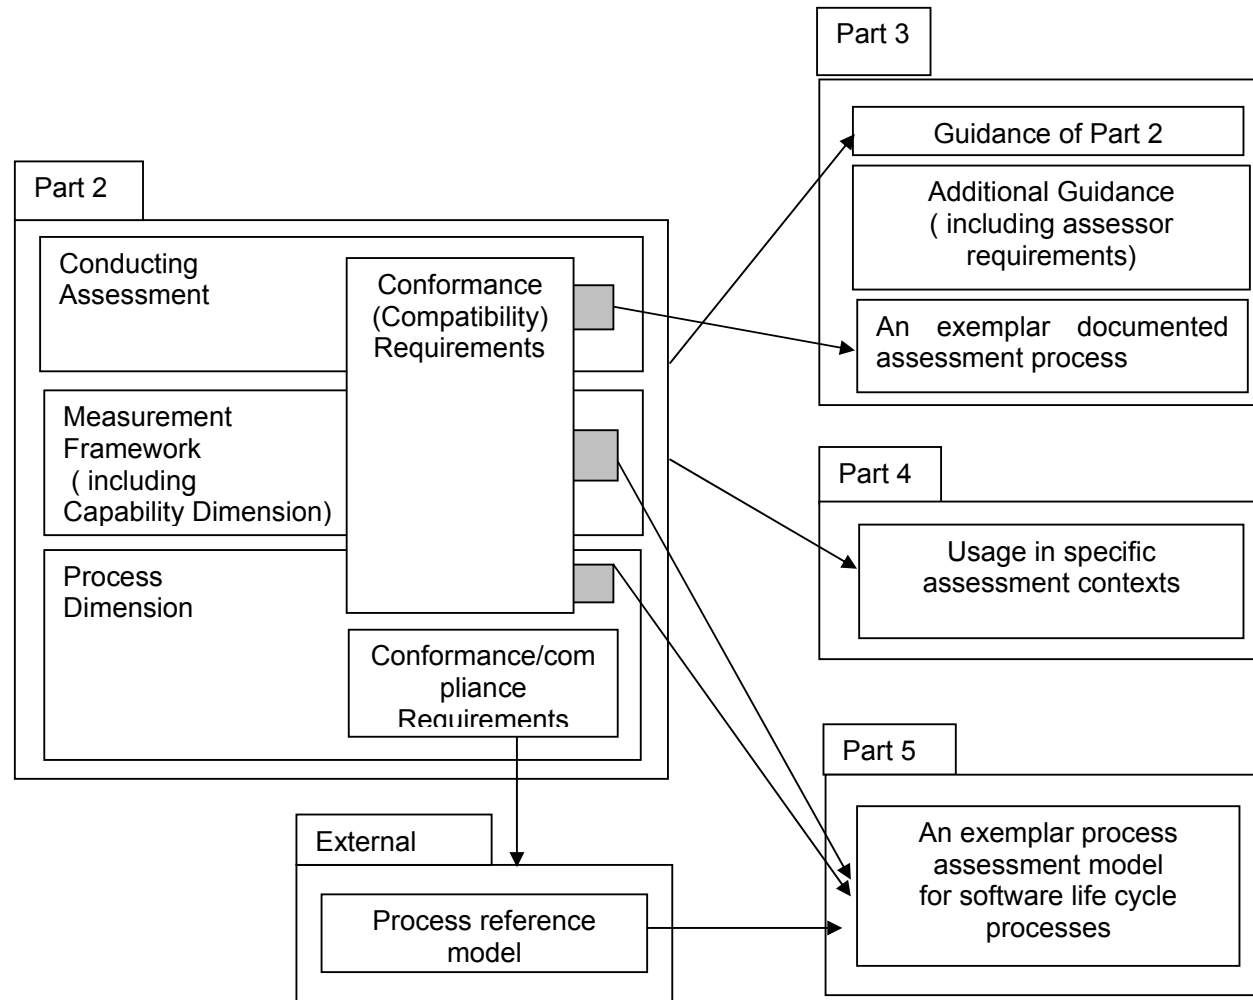 Part 2
Conducting
Assessment
Conformance
(Compatibility)
Requirements
Measurement
Framework
( including
Capability Dimension)
Process
Dimension
Conformance/com
pliance
Requirements
External
Process reference
model
Part 3
Guidance of Part 2
Additional Guidance
( including assessor
requirements)
An exemplar documented
assessment process
Part 4
Usage in specific
assessment contexts
Part 5
An exemplar process
assessment model
for software life cycle
processes